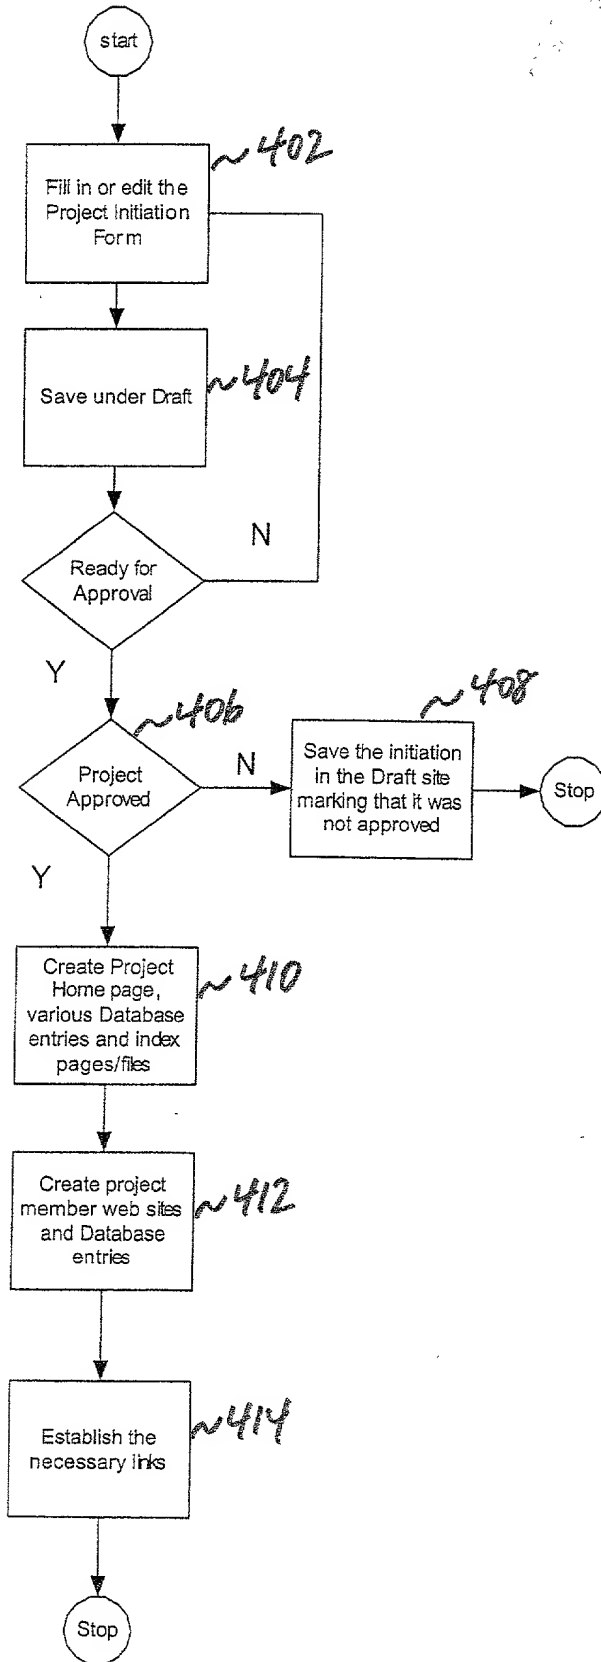 start
~402
Fill in or edit the
Project Initiation
Form
~404
Save under Draft
N
Ready for
Approval
Y
~406
~408
Project
Approved
N
Save the initiation
in the Draft site
marking that it was
not approved
Stop
Y
~410
Create Project
Home page,
various Database
entries and index
pages/files
~412
Create project
member web sites
and Database
entries
~414
Establish the
necessary links
Stop